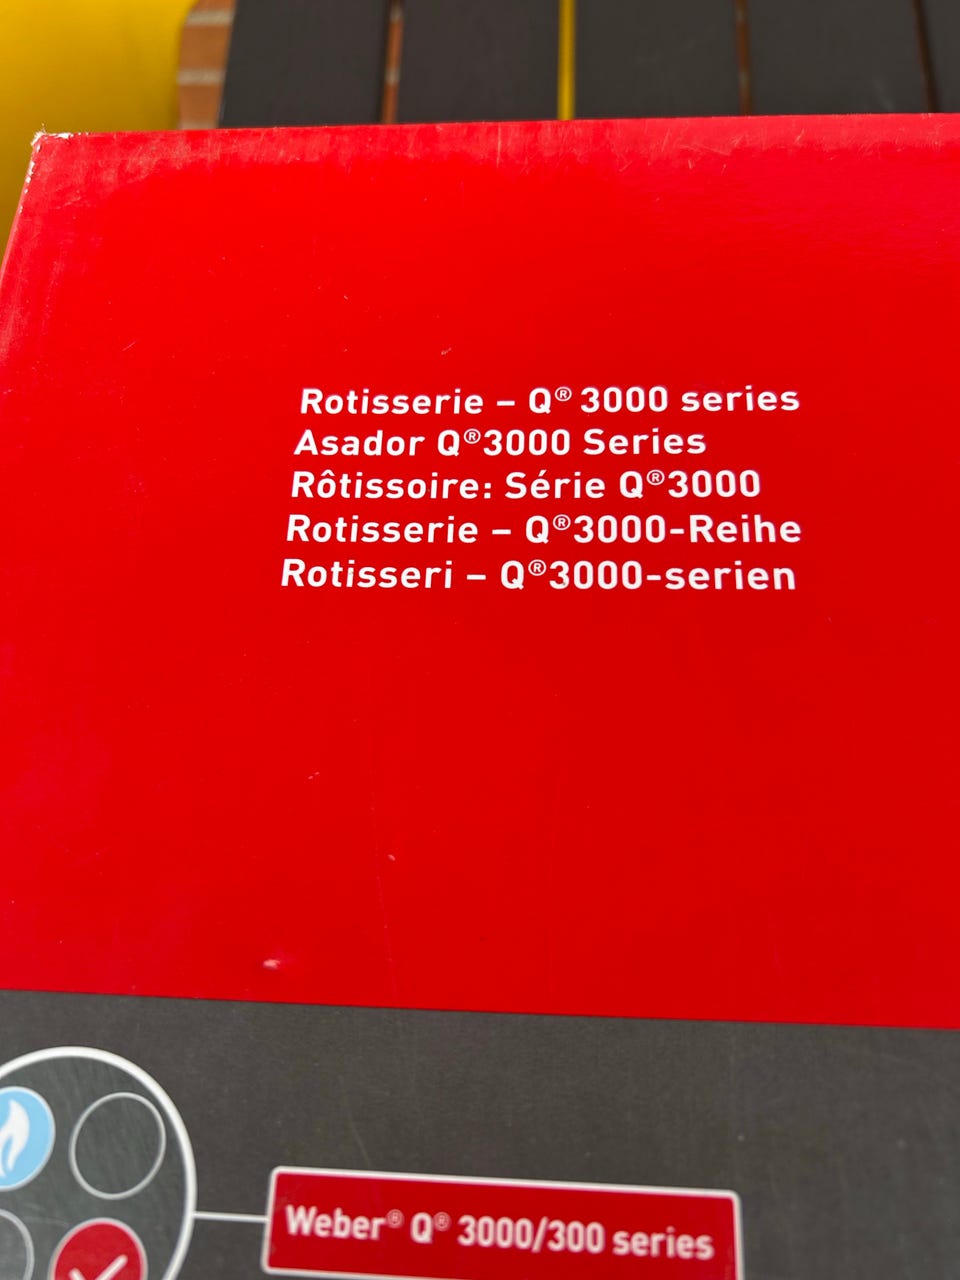 Rotisserie – Q® 3000 series
Asador Q®3000 Series
Rôtissoire: Série Q®3000
Rotisserie – Q®3000-Reihe
Rotisseri – Q®3000-serien
Weber® Q® 3000/300 series